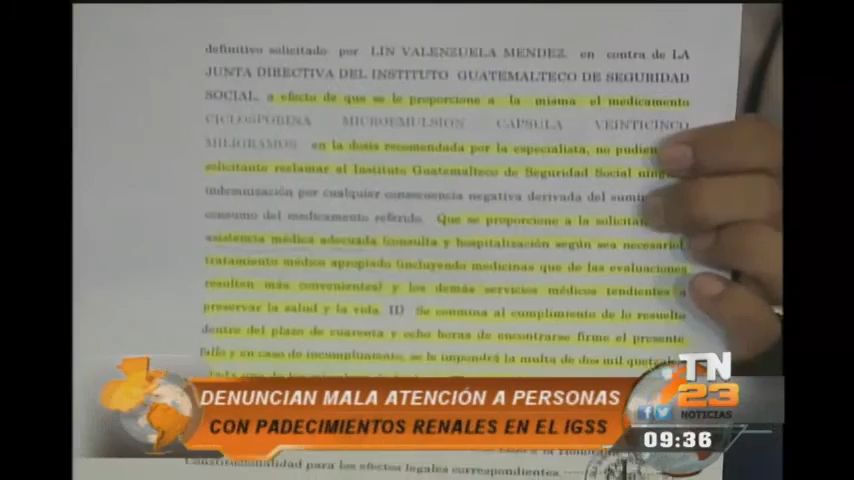 definitivo solicitado por LIN VALENZUELA MENDEZ, en contra de LA
JUNTA DIRECTIVA DEL INSTITUTO GUATEMALTECO DE SEGURIDAD
SOCIAL, a efecto de que se le proporcione a la misma el medicamento
CICLOSPORINA MICROEMULSION CAPSULA VEINTICINCO
MILIGRAMOS en la dosis recomendada por la especialista, no
solicitante reclamar al Instituto Guatemalteco de Seguridad Social
indemnización por cualquier consecuencia negativa derivada del
consumo del medicamento referido. Que se proporcione a la
asistencia médica adecuada (consulta y hospitalización según sea necesario),
tratamiento médico apropiado (incluyendo medicinas que de las evaluaciones
resulten más convenientes) y los demás servicios médicos tendientes a
preservar la salud y la vida. II) Se conmina al cumplimiento de lo resuelto
dentro del plazo de cuarenta y ocho horas de encontrarse firme el presente
fallo y en caso de incumplimiento, se le impondrá la multa de dos mil
DENUNCIAN MALA ATENCIÓN A PERSONAS
CON PADECIMIENTOS RENALES EN EL IGSS
TN
23
NOTICIAS
09:36
Constitucionalidad para los efectos legales correspondientes.